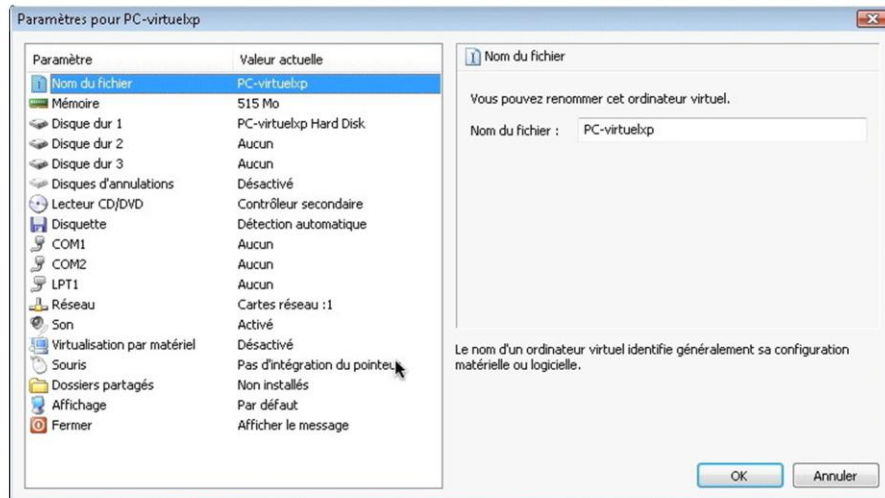 Paramètres pour PC-virtuelxp
Paramètre Valeur actuelle
Nom du fichier PC-virtuelxp
Mémoire 515 Mo
Disque dur 1 PC-virtuelxp Hard Disk
Disque dur 2 Aucun
Disque dur 3 Aucun
Disques d'annulations Désactivé
Lecteur CD/DVD Contrôleur secondaire
Disquette Détection automatique
COM1 Aucun
COM2 Aucun
LPT1 Aucun
Réseau Cartes réseau :1
Son Activé
Virtualisation par matériel Désactivé
Souris Pas d'intégration du pointeur
Dossiers partagés Non installés
Affichage Par défaut
Fermer Afficher le message
Nom du fichier
Vous pouvez renommer cet ordinateur virtuel.
Nom du fichier : PC-virtuelxp
Le nom d'un ordinateur virtuel identifie généralement sa configuration
matérielle ou logicielle.
OK Annuler